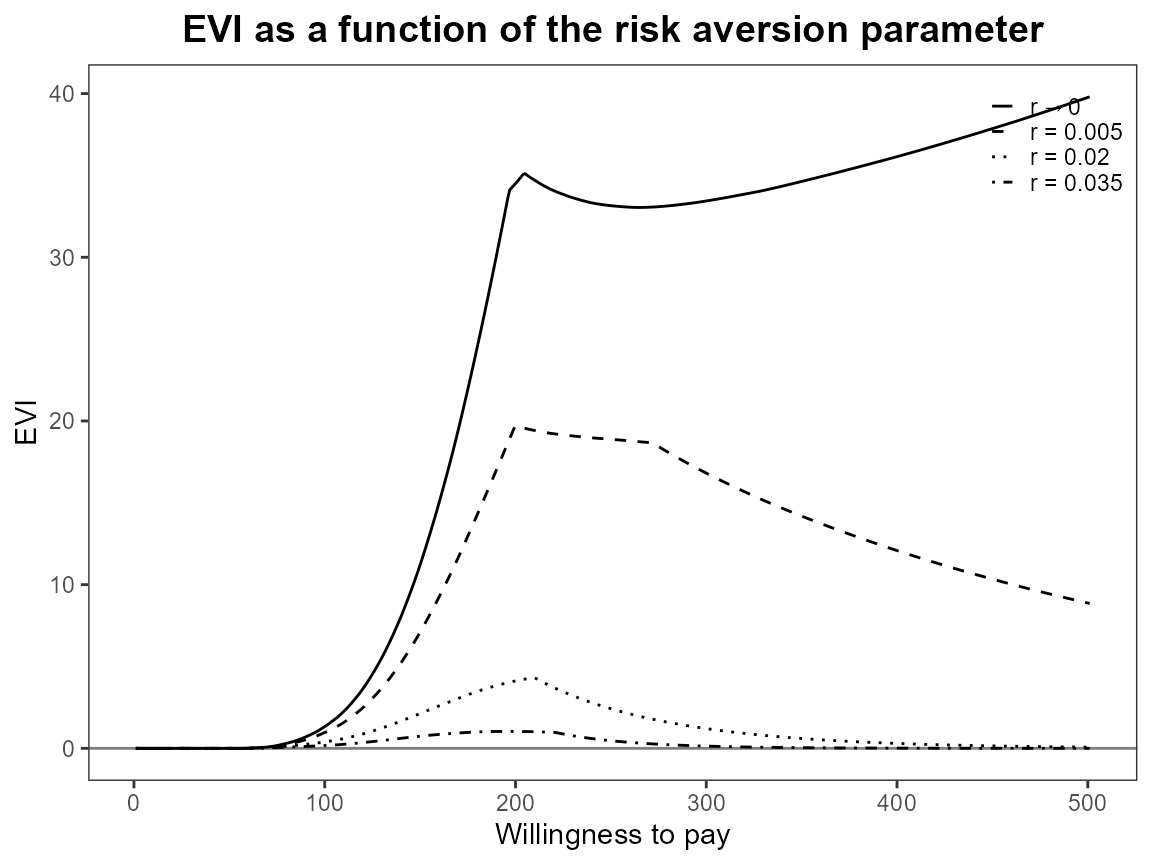 EVI as a function of the risk aversion parameter
40
30
20
10
0
EVI
r → 0
r = 0.005
r = 0.02
r = 0.035
0 100 200 300 400 500
Willingness to pay